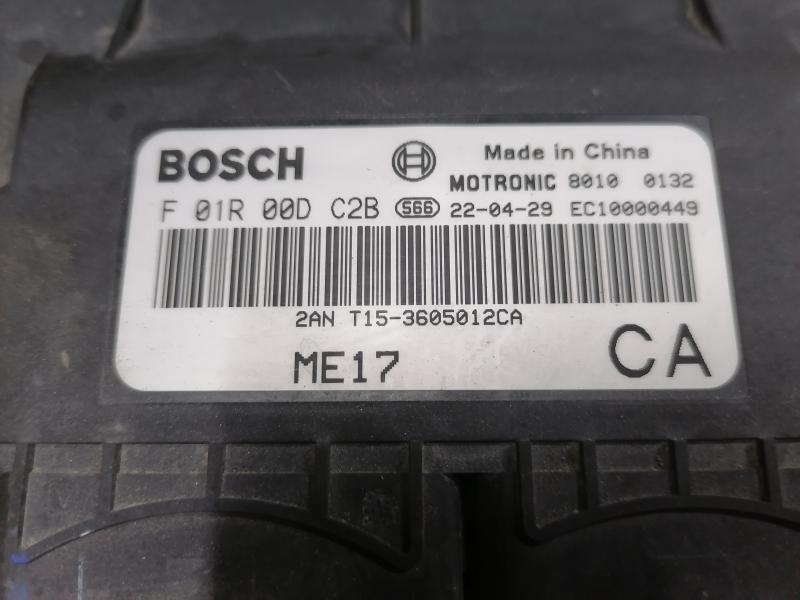 BOSCH Made in China
MOTRONIC 8010 0132
F 01R 00D C2B S66 22-04-29 EC10000449
2AN T15-3605012CA
ME17 CA